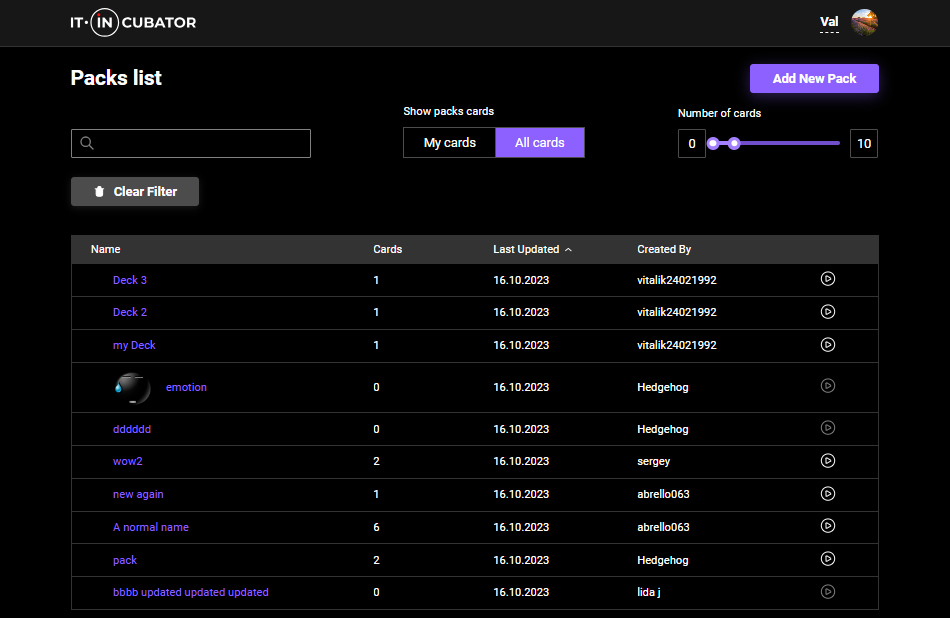 IT·INCUBATOR
Val
Packs list
Add New Pack
Show packs cards
Number of cards
My cards All cards
0 10
Clear Filter
Name Cards Last Updated Created By
Deck 3 1 16.10.2023 vitalik24021992
Deck 2 1 16.10.2023 vitalik24021992
my Deck 1 16.10.2023 vitalik24021992
emotion 0 16.10.2023 Hedgehog
dddddd 0 16.10.2023 Hedgehog
wow2 2 16.10.2023 sergey
new again 1 16.10.2023 abrello063
A normal name 6 16.10.2023 abrello063
pack 2 16.10.2023 Hedgehog
bbbb updated updated updated 0 16.10.2023 lida j